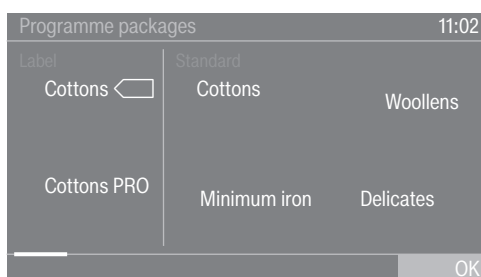 Programme packages 11:02
Label Standard
Cottons Cottons Woollens
Cottons PRO Minimum iron Delicates
OK